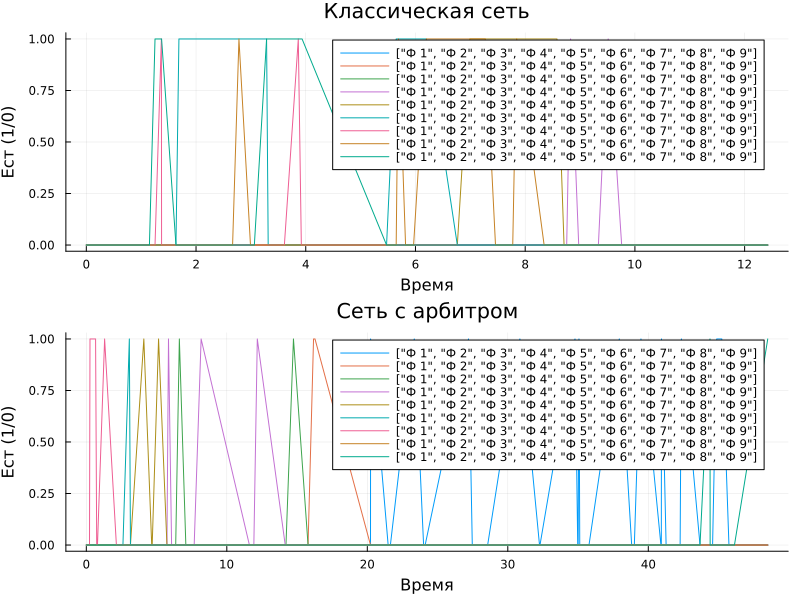 Классическая сеть
Ест (1/0)
1.00
0.75
0.50
0.25
0.00
["Ф 1", "Ф 2", "Ф 3", "Ф 4", "Ф 5", "Ф 6", "Ф 7", "Ф 8", "Ф 9"]
["Ф 1", "Ф 2", "Ф 3", "Ф 4", "Ф 5", "Ф 6", "Ф 7", "Ф 8", "Ф 9"]
["Ф 1", "Ф 2", "Ф 3", "Ф 4", "Ф 5", "Ф 6", "Ф 7", "Ф 8", "Ф 9"]
["Ф 1", "Ф 2", "Ф 3", "Ф 4", "Ф 5", "Ф 6", "Ф 7", "Ф 8", "Ф 9"]
["Ф 1", "Ф 2", "Ф 3", "Ф 4", "Ф 5", "Ф 6", "Ф 7", "Ф 8", "Ф 9"]
["Ф 1", "Ф 2", "Ф 3", "Ф 4", "Ф 5", "Ф 6", "Ф 7", "Ф 8", "Ф 9"]
["Ф 1", "Ф 2", "Ф 3", "Ф 4", "Ф 5", "Ф 6", "Ф 7", "Ф 8", "Ф 9"]
["Ф 1", "Ф 2", "Ф 3", "Ф 4", "Ф 5", "Ф 6", "Ф 7", "Ф 8", "Ф 9"]
["Ф 1", "Ф 2", "Ф 3", "Ф 4", "Ф 5", "Ф 6", "Ф 7", "Ф 8", "Ф 9"]
0 2 4 6 8 10 12
Время
Сеть с арбитром
Ест (1/0)
1.00
0.75
0.50
0.25
0.00
["Ф 1", "Ф 2", "Ф 3", "Ф 4", "Ф 5", "Ф 6", "Ф 7", "Ф 8", "Ф 9"]
["Ф 1", "Ф 2", "Ф 3", "Ф 4", "Ф 5", "Ф 6", "Ф 7", "Ф 8", "Ф 9"]
["Ф 1", "Ф 2", "Ф 3", "Ф 4", "Ф 5", "Ф 6", "Ф 7", "Ф 8", "Ф 9"]
["Ф 1", "Ф 2", "Ф 3", "Ф 4", "Ф 5", "Ф 6", "Ф 7", "Ф 8", "Ф 9"]
["Ф 1", "Ф 2", "Ф 3", "Ф 4", "Ф 5", "Ф 6", "Ф 7", "Ф 8", "Ф 9"]
["Ф 1", "Ф 2", "Ф 3", "Ф 4", "Ф 5", "Ф 6", "Ф 7", "Ф 8", "Ф 9"]
["Ф 1", "Ф 2", "Ф 3", "Ф 4", "Ф 5", "Ф 6", "Ф 7", "Ф 8", "Ф 9"]
["Ф 1", "Ф 2", "Ф 3", "Ф 4", "Ф 5", "Ф 6", "Ф 7", "Ф 8", "Ф 9"]
["Ф 1", "Ф 2", "Ф 3", "Ф 4", "Ф 5", "Ф 6", "Ф 7", "Ф 8", "Ф 9"]
0 10 20 30 40
Время